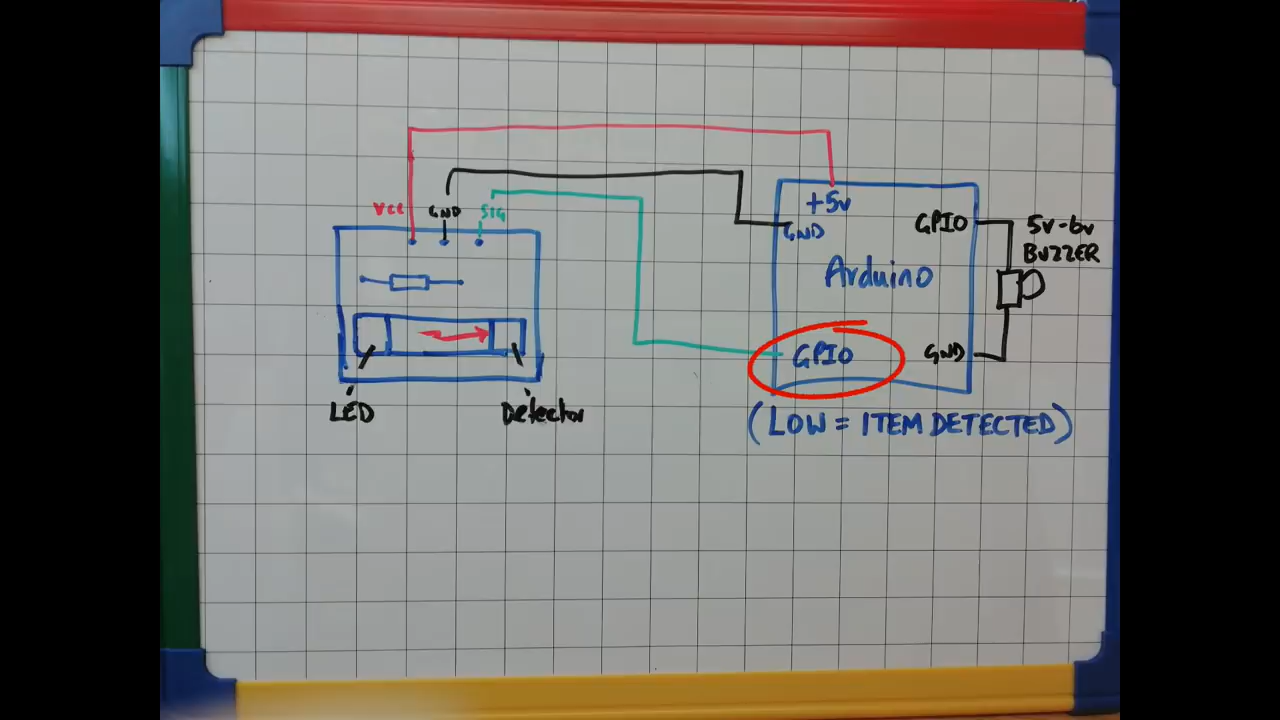 VCC GND SIG
+5v
GND
GPIO
5v-6v
BUZZER
Arduino
GPIO
GND
LED
Detector
(LOW = ITEM DETECTED)